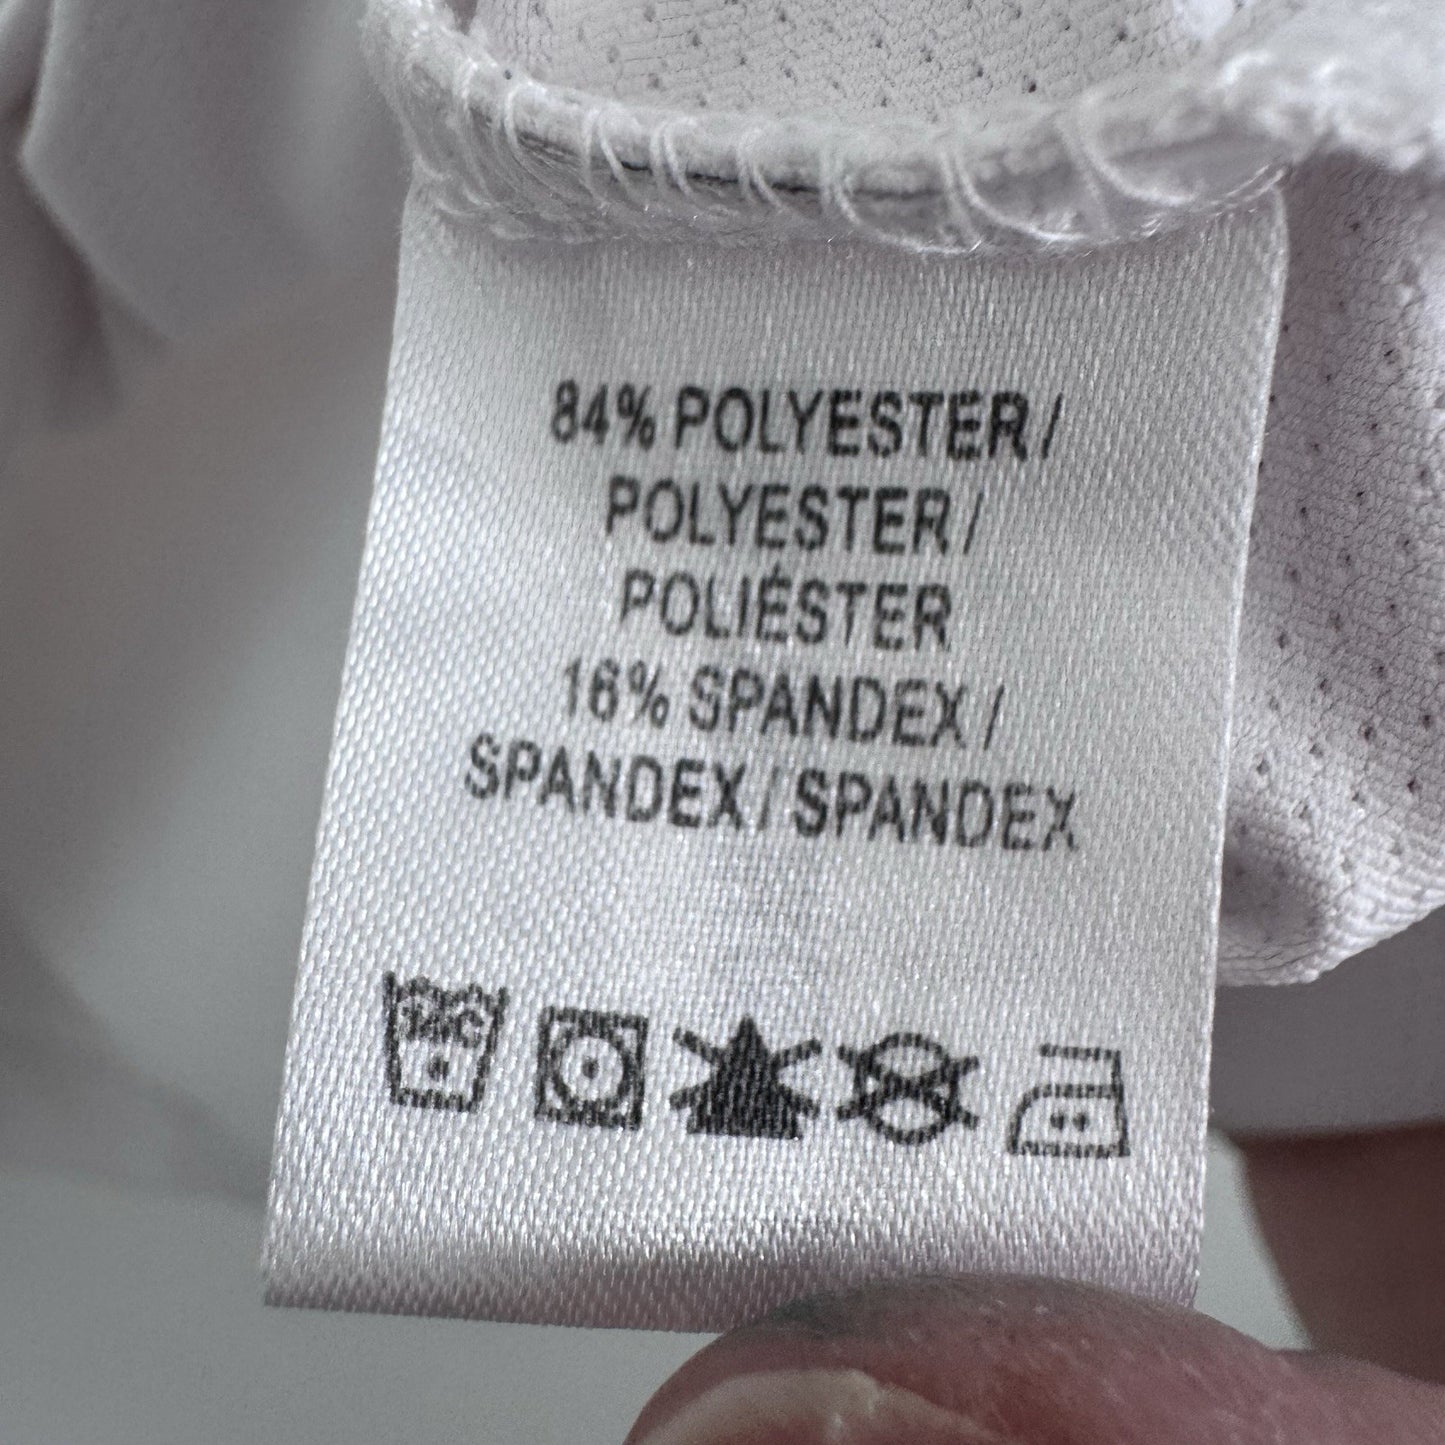 84% POLYESTER/
POLYESTER/
POLIÉSTER
16% SPANDEX/
SPANDEX/SPANDEX